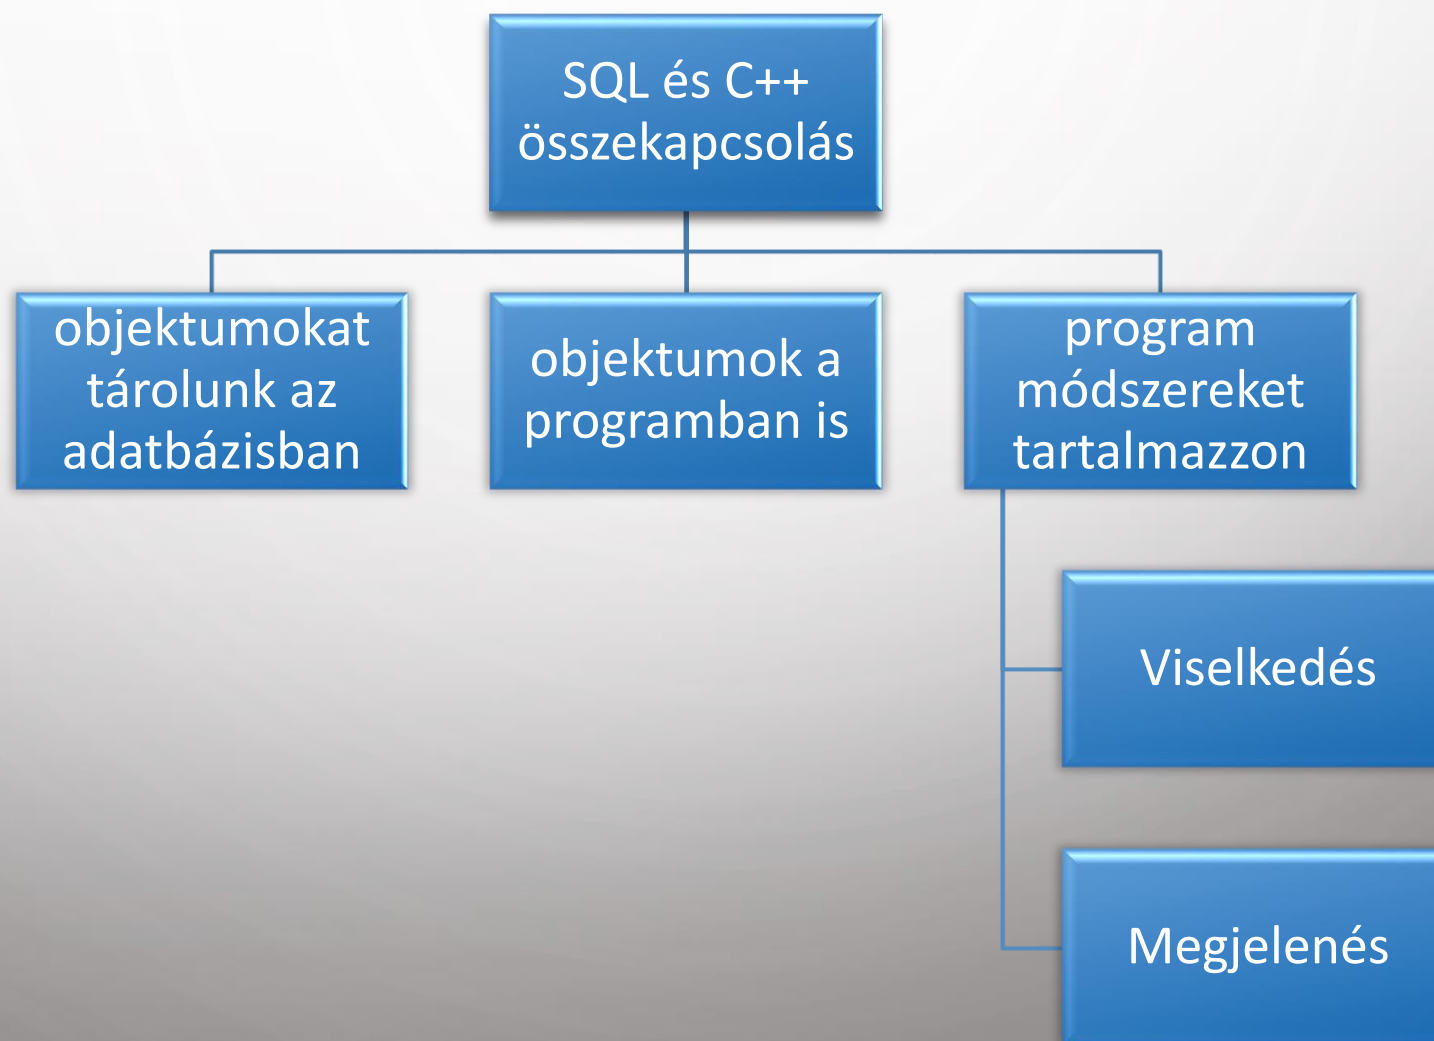 SQL és C++
összekapcsolás
objektumokat
tárolunk az
adatbázisban
objektumok a
programban is
program
módszereket
tartalmazzon
Viselkedés
Megjelenés